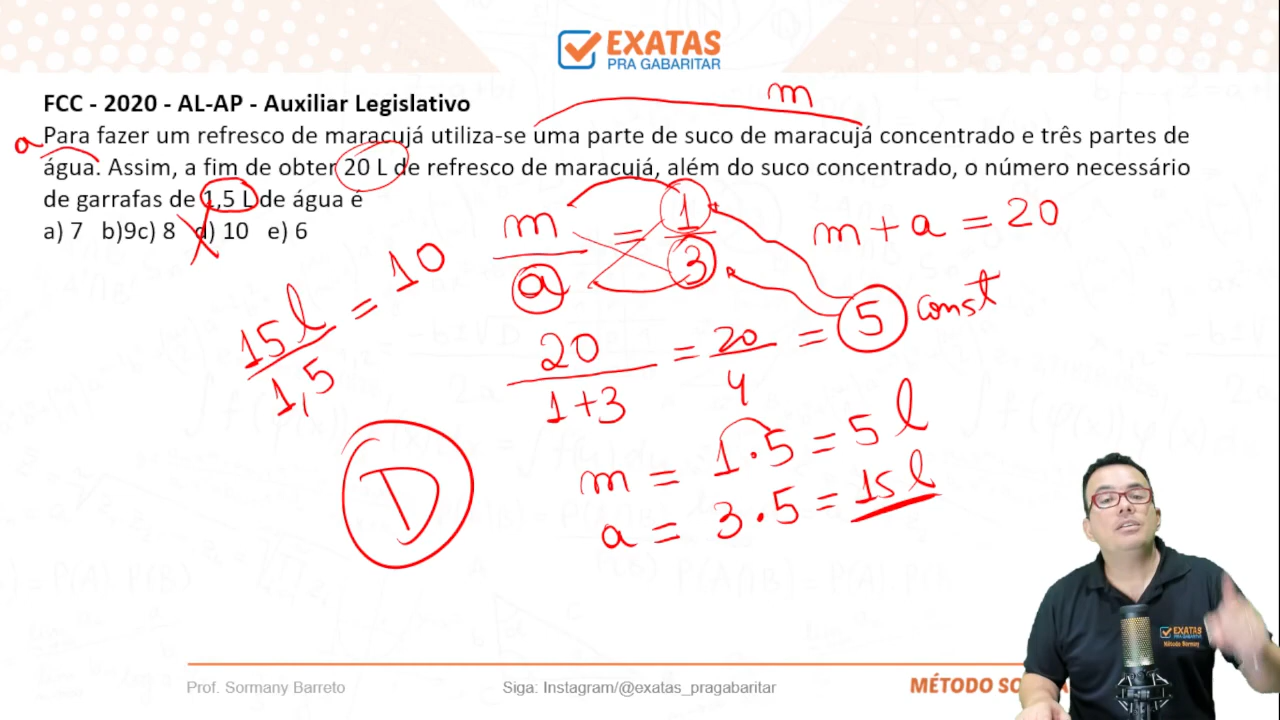 EXATAS
PRA GABARITAR
FCC - 2020 - AL-AP - Auxiliar Legislativo
m
a
Para fazer um refresco de maracujá utiliza-se uma parte de suco de maracujá concentrado e três partes de
água. Assim, a fim de obter 20 L de refresco de maracujá, além do suco concentrado, o número necessário
de garrafas de 1,5 L de água é
a) 7 b)9c) 8 d) 10 e) 6
m/a = 1/3
m + a = 20
15l/1,5 = 10
20/1+3 = 20/4 = 5 const
m = 1.5 = 5 l
a = 3.5 = 15 l
D
EXATAS
PRA GABARITAR
Prof. Sormany Barreto
Siga: Instagram/@exatas_pragabaritar
MÉTODO SO